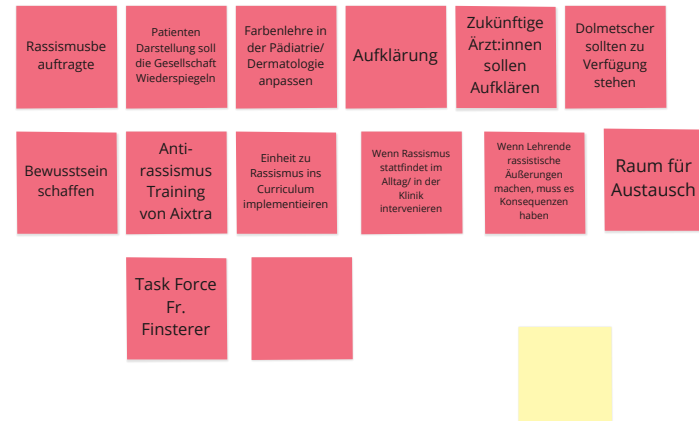 Rassismusbe
auftragte
Patienten
Darstellung soll
die Gesellschaft
Wiederspiegeln
Farbenlehre in
der Pädiatrie/
Dermatologie
anpassen
Aufklärung
Zukünftige
Ärzt:innen
sollen
Aufklären
Dolmetscher
sollten zu
Verfügung
stehen
Bewusstsein
schaffen
Anti-
rassismus
Training
von Aixtra
Einheit zu
Rassismus ins
Curriculum
implementieiren
Wenn Rassismus
stattfindet im
Alltag/ in der
Klinik
intervenieren
Wenn Lehrende
rassistische
Äußerungen
machen, muss es
Konsequenzen
haben
Raum für
Austausch
Task Force
Fr.
Finsterer